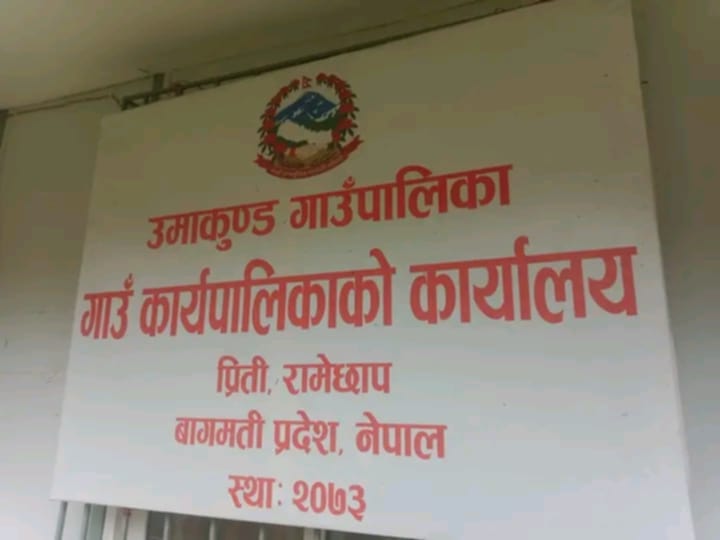 उमाकुण्ड गाउँपालिका
गाउँ कार्यपालिकाको कार्यालय
प्रिती, रामेछाप
बागमती प्रदेश, नेपाल
स्था: २०७३